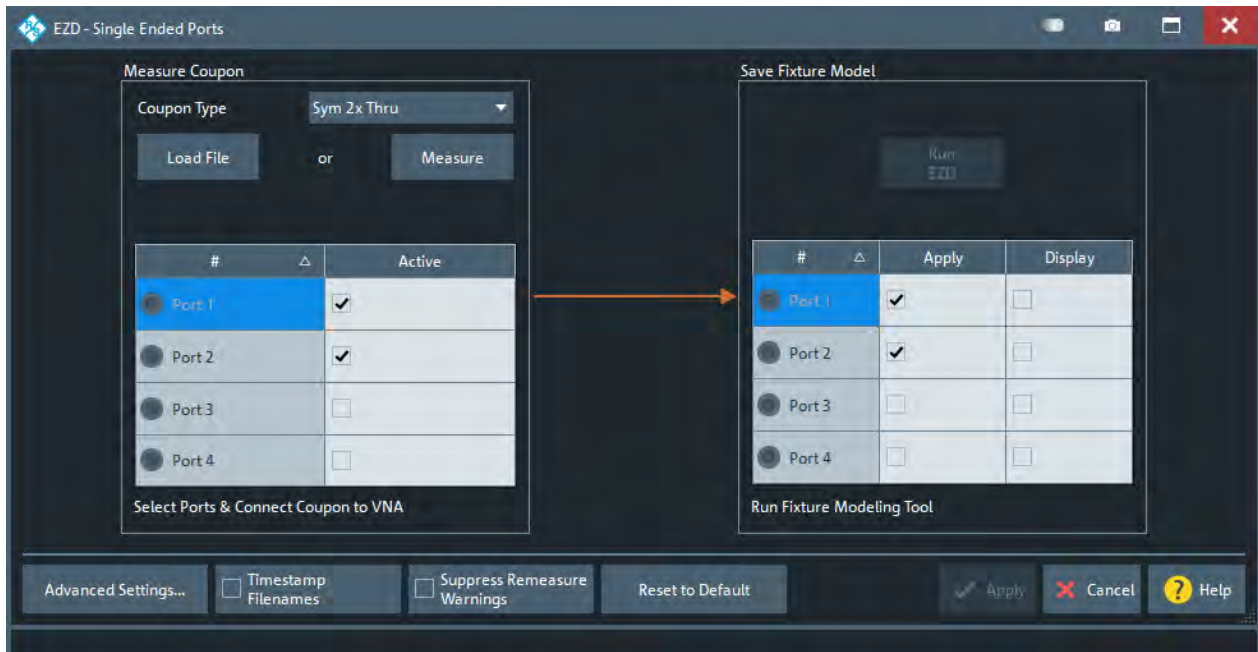 EZD - Single Ended Ports
Measure Coupon
Coupon Type
Sym 2x Thru
Load File
or
Measure
# Active
Port 1
Port 2
Port 3
Port 4
Select Ports & Connect Coupon to VNA
Save Fixture Model
Run
EZD
# Apply Display
Port 1
Port 2
Port 3
Port 4
Run Fixture Modeling Tool
Advanced Settings...
Timestamp
Filenames
Suppress Remeasure
Warnings
Reset to Default
Apply
Cancel
? Help